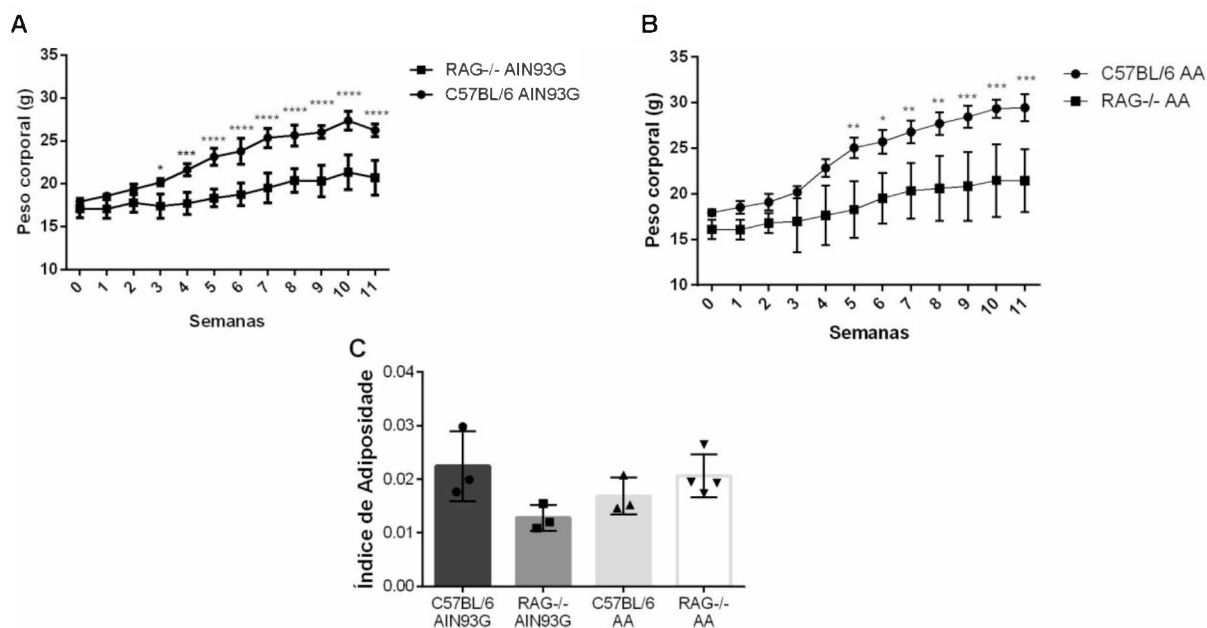 A
Peso corporal (g)
35
30
25
20
15
10
* *** **** **** **** **** **** **** ****
0 1 2 3 4 5 6 7 8 9 10 11
Semanas
RAG-/- AIN93G
C57BL/6 AIN93G
B
Peso corporal (g)
35
30
25
20
15
10
** * ** ** *** *** ***
0 1 2 3 4 5 6 7 8 9 10 11
Semanas
C57BL/6 AA
RAG-/- AA
C
Índice de Adiposidade
0.04
0.03
0.02
0.01
0.00
C57BL/6 RAG-/- C57BL/6 RAG-/-
AIN93G AIN93G AA AA